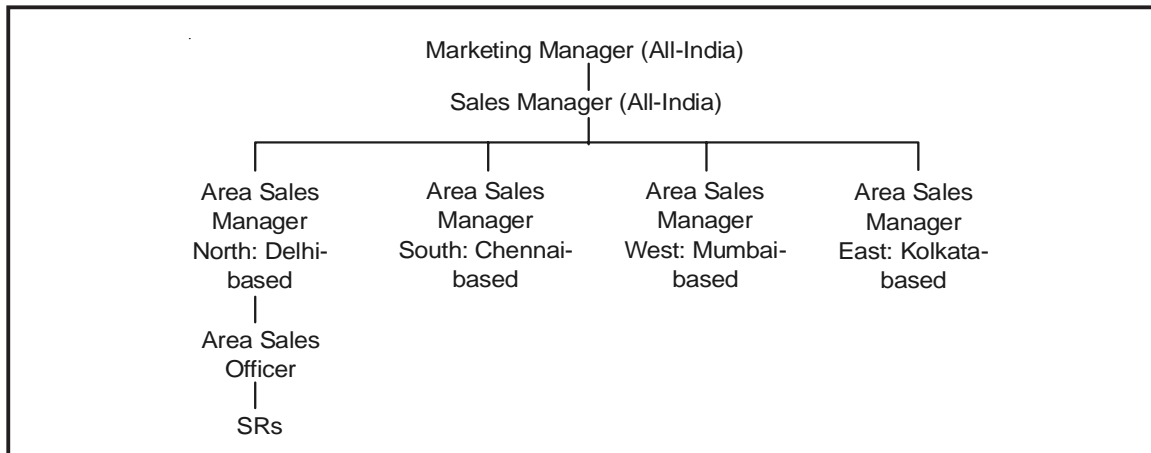 Marketing Manager (All-India)
Sales Manager (All-India)
Area Sales
Manager
North: Delhi-
based
Area Sales
Manager
South: Chennai-
based
Area Sales
Manager
West: Mumbai-
based
Area Sales
Manager
East: Kolkata-
based
Area Sales
Officer
SRs